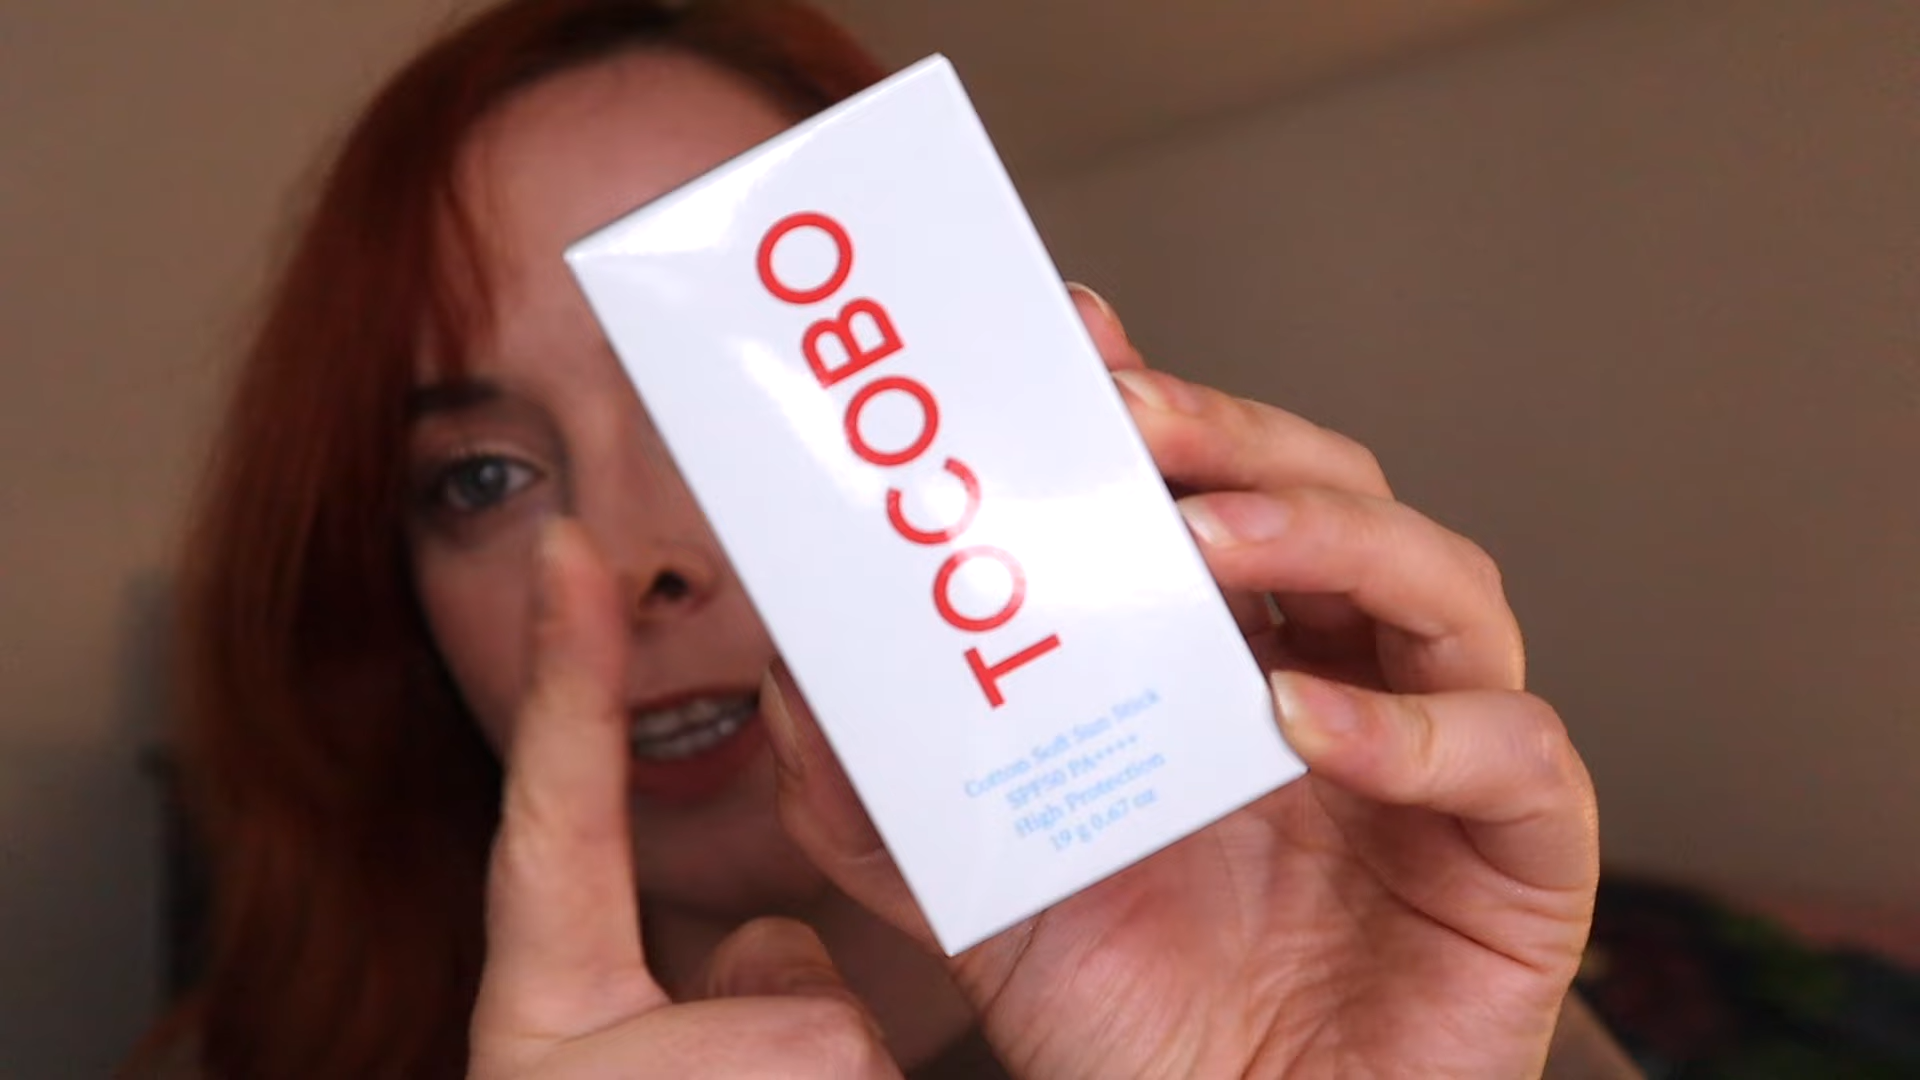 TOCOBO
Cotton Soft Sun Stick
SPF50 PA++++
High Protection
19 g 0.67 oz